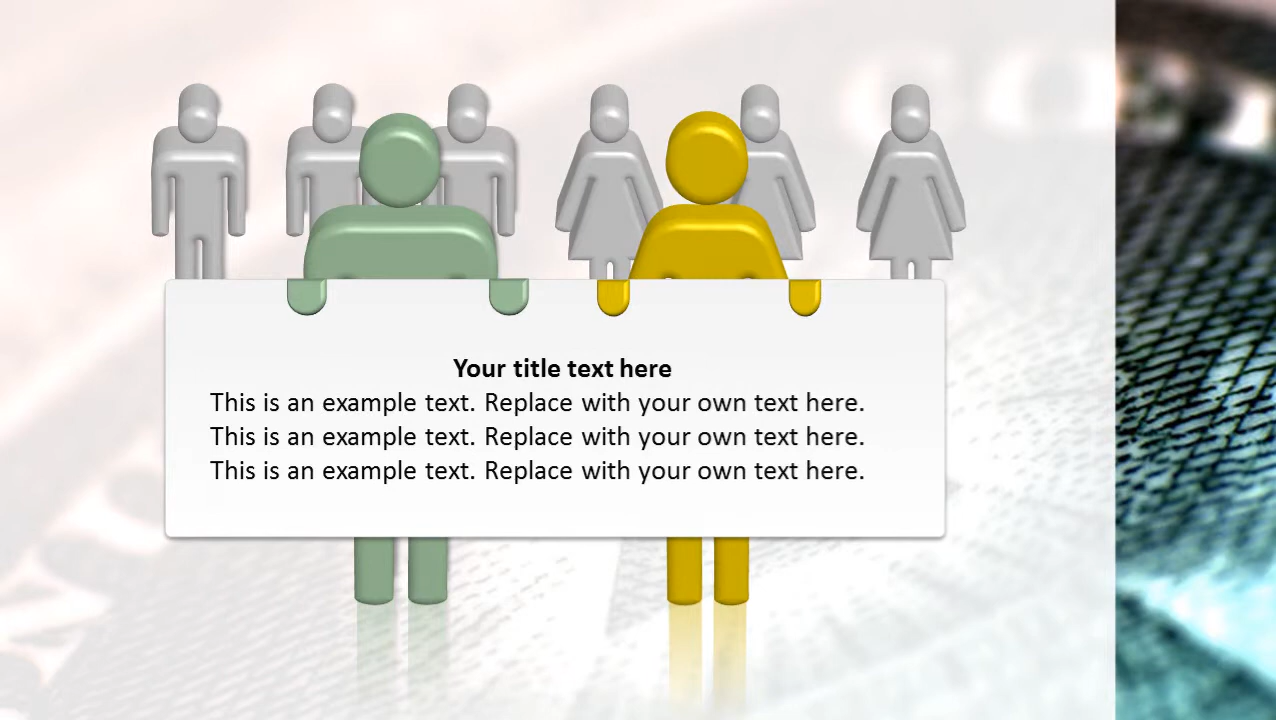 Your title text here
This is an example text. Replace with your own text here.
This is an example text. Replace with your own text here.
This is an example text. Replace with your own text here.